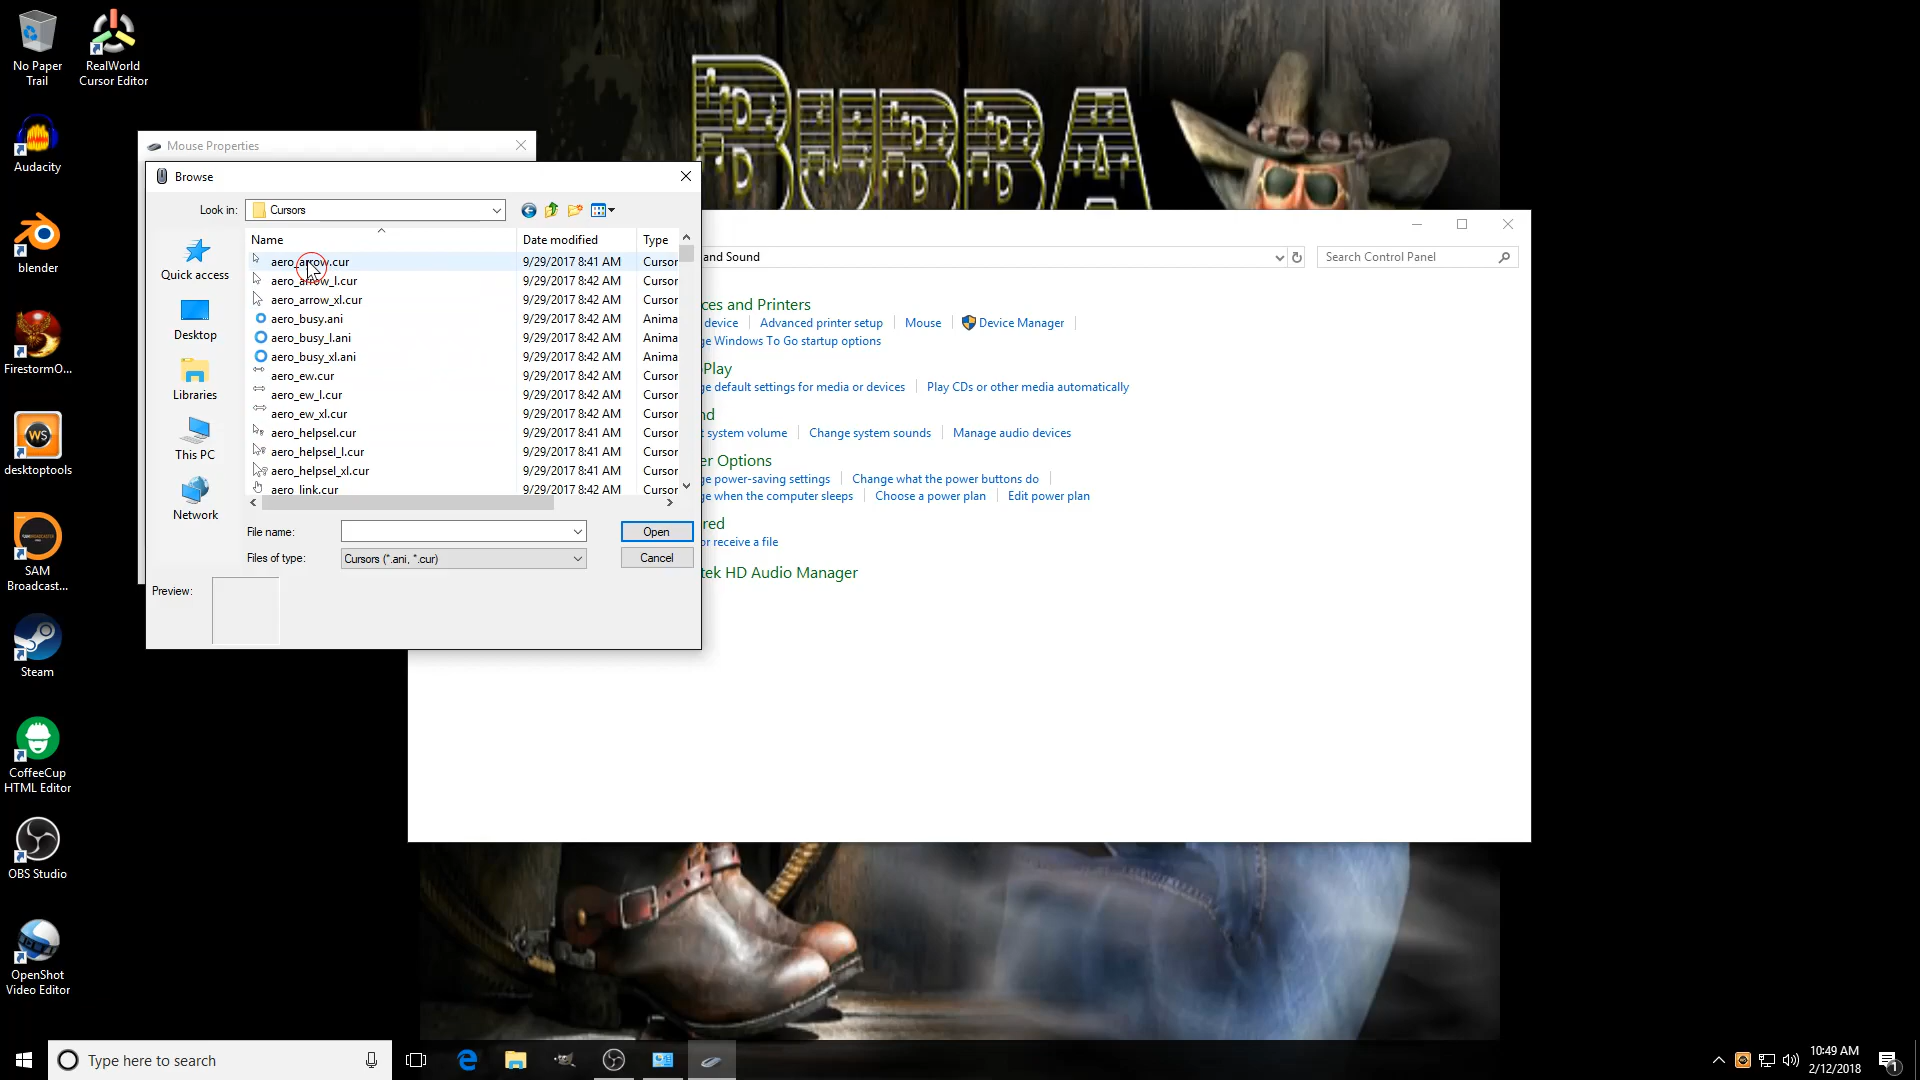 No Paper
Trail
RealWorld
Cursor Editor
Audacity
blender
FirestormO...
WS
desktoptools
SAM
Broadcast...
Steam
CoffeeCup
HTML Editor
OBS Studio
OpenShot
Video Editor
BUBBA
Mouse Properties
Browse
Look in:
Cursors
Quick access
Desktop
Libraries
This PC
Network
Name Date modified Type
aero_arrow.cur 9/29/2017 8:41 AM Cursor
aero_arrow_l.cur 9/29/2017 8:42 AM Cursor
aero_arrow_xl.cur 9/29/2017 8:42 AM Cursor
aero_busy.ani 9/29/2017 8:42 AM Anima
aero_busy_l.ani 9/29/2017 8:42 AM Anima
aero_busy_xl.ani 9/29/2017 8:42 AM Anima
aero_ew.cur 9/29/2017 8:42 AM Cursor
aero_ew_l.cur 9/29/2017 8:42 AM Cursor
aero_ew_xl.cur 9/29/2017 8:42 AM Cursor
aero_helpsel.cur 9/29/2017 8:41 AM Cursor
aero_helpsel_l.cur 9/29/2017 8:41 AM Cursor
aero_helpsel_xl.cur 9/29/2017 8:41 AM Cursor
aero_link.cur 9/29/2017 8:42 AM Cursor
File name:
Open
Files of type:
Cursors (*.ani, *.cur)
Cancel
Preview:
and Sound
Search Control Panel
ces and Printers
device Advanced printer setup Mouse Device Manager
ge Windows To Go startup options
Play
ge default settings for media or devices Play CDs or other media automatically
nd
t system volume Change system sounds Manage audio devices
er Options
ge power-saving settings Change what the power buttons do
ge when the computer sleeps Choose a power plan Edit power plan
red
or receive a file
tek HD Audio Manager
Type here to search
10:49 AM
2/12/2018
1